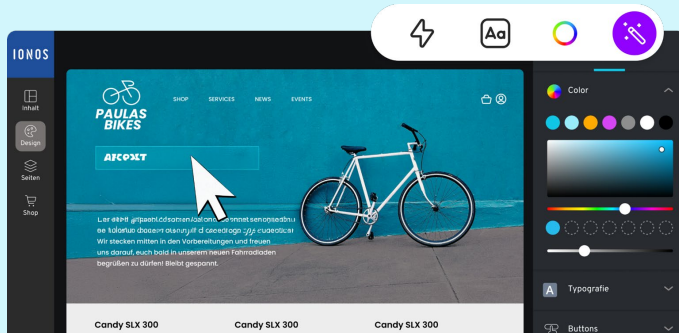 IONOS
Aa
Inhalt
Design
Seiten
Shop
PAULAS
BIKES
SHOP
SERVICES
NEWS
EVENTS
Wir stecken mitten in den Vorbereitungen und freuen
uns darauf, euch bald in unserem neuen Fahrradladen
begrüßen zu dürfen! Bleibt gespannt.
Candy SLX 300
Candy SLX 300
Candy SLX 300
Color
A Typografie
Buttons